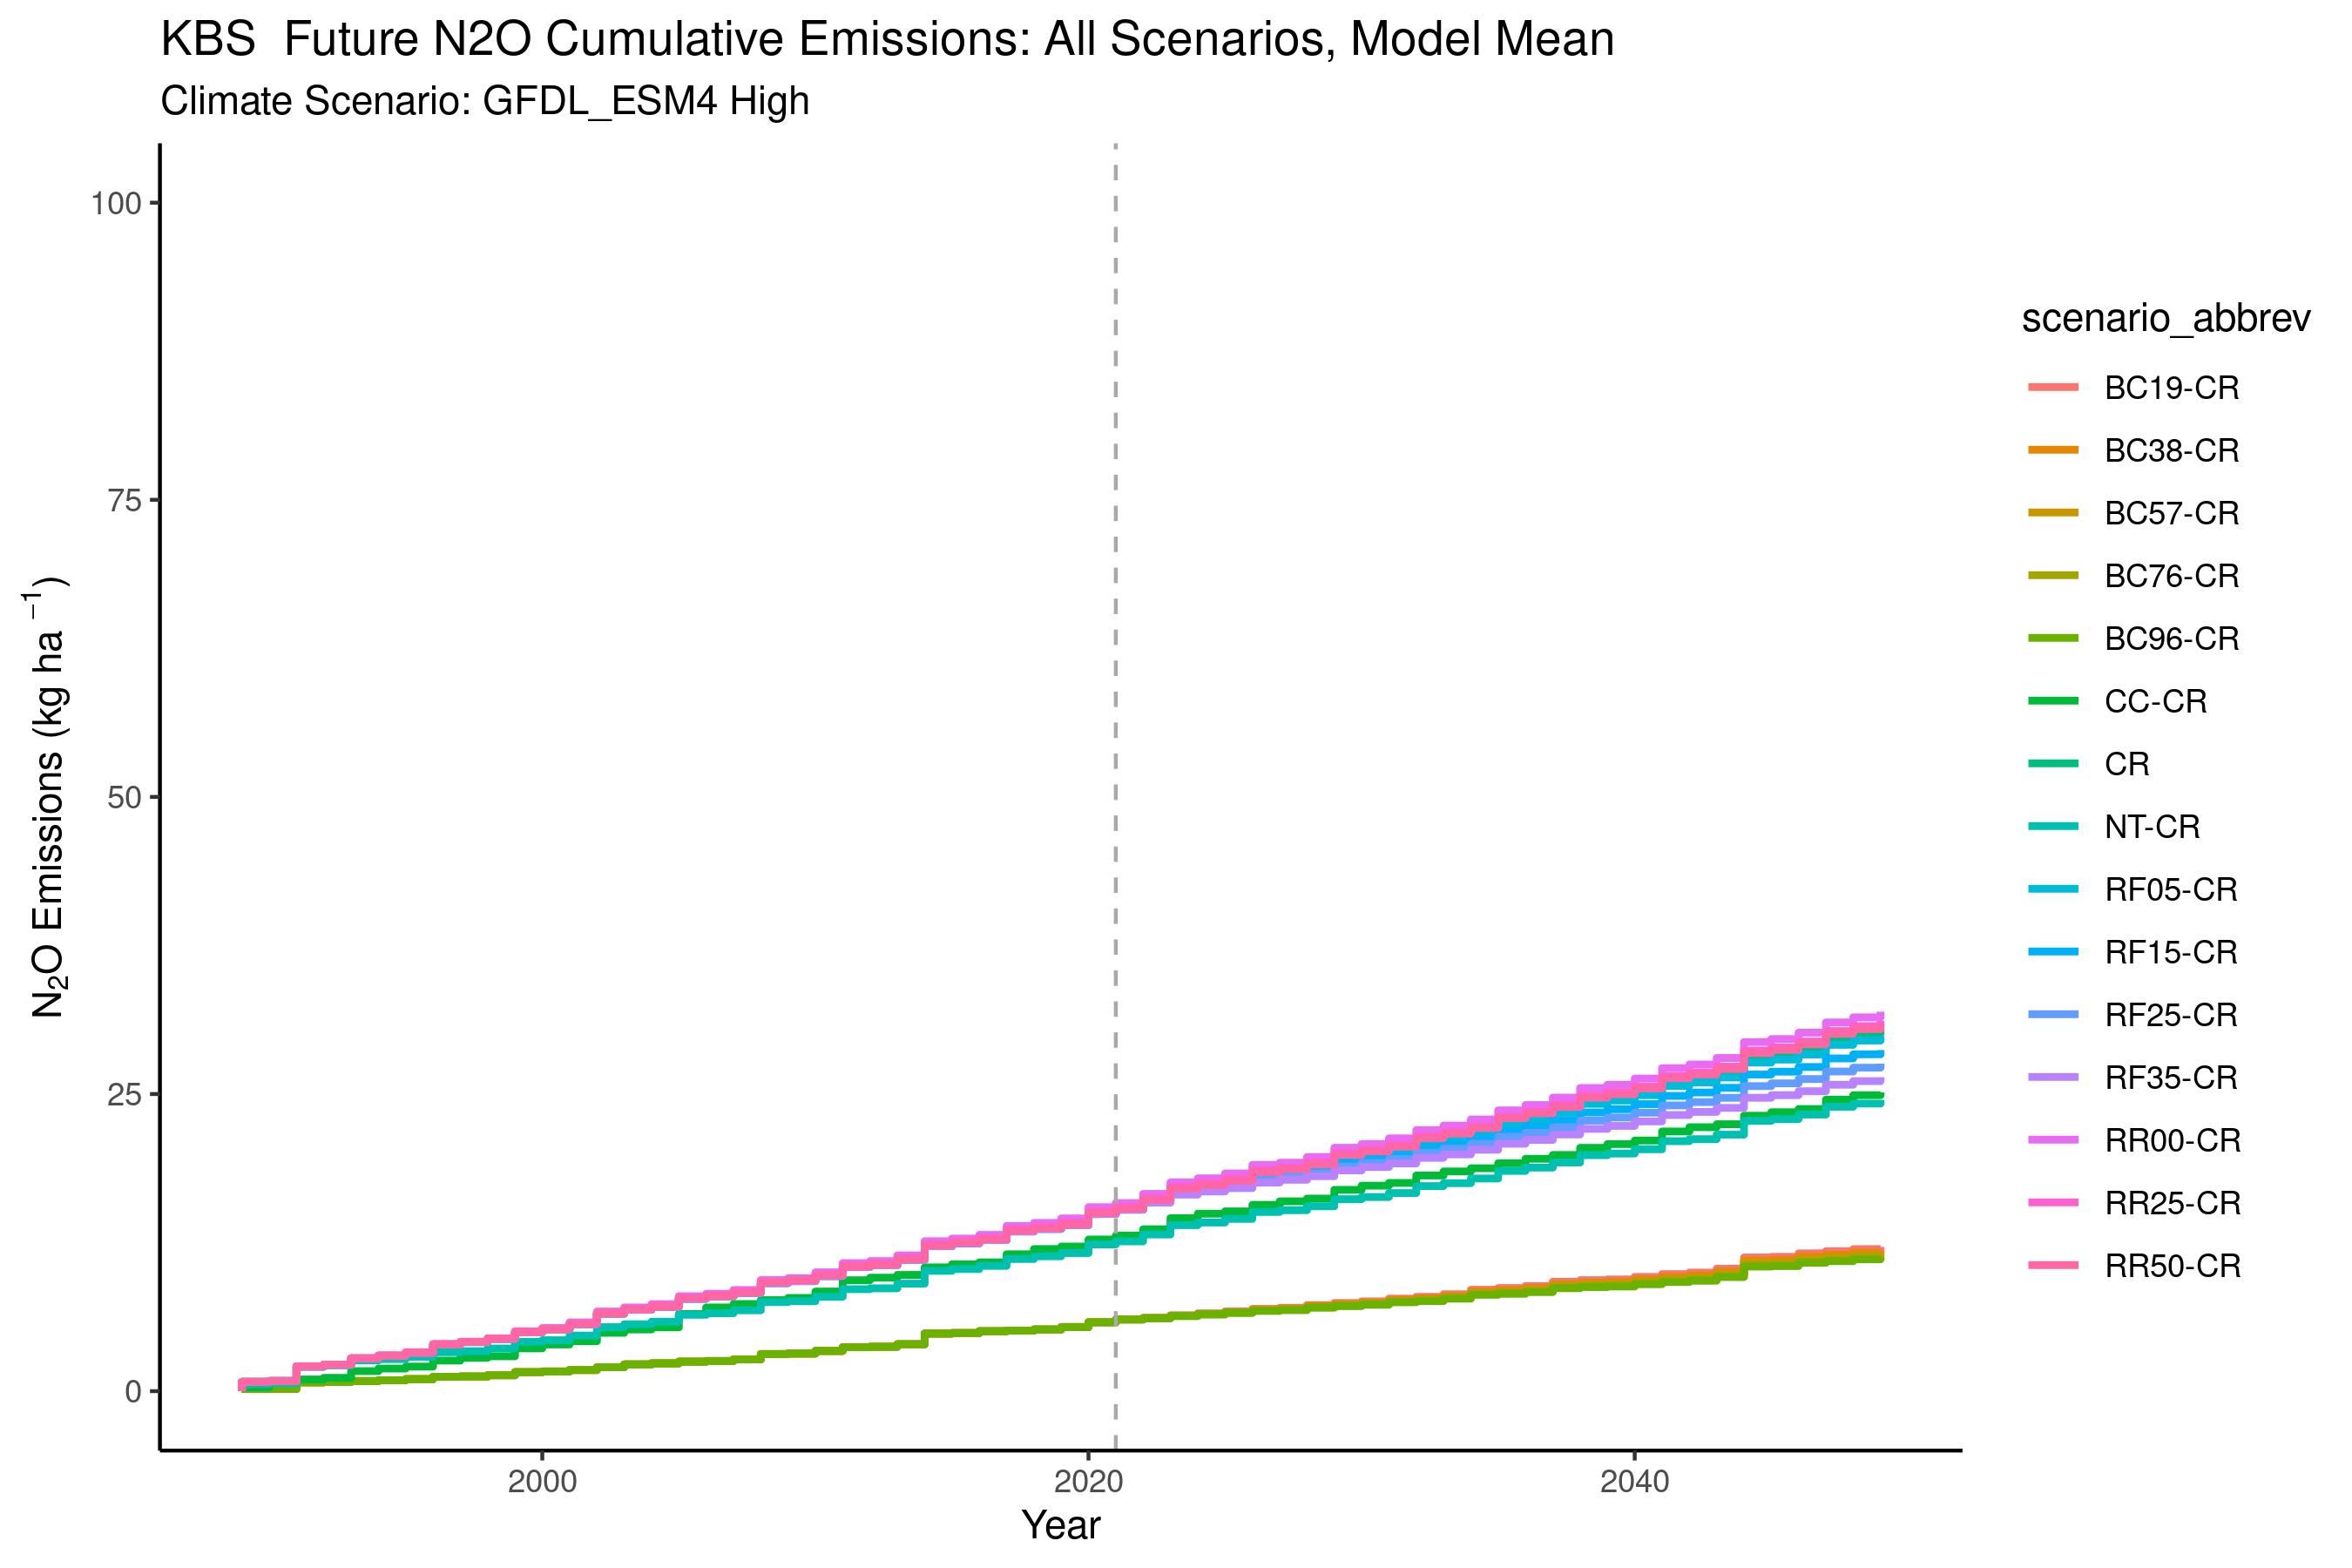 KBS  Future N2O Cumulative Emissions: All Scenarios, Model Mean
Climate Scenario: GFDL_ESM4 High
100
75
50
25
0
N₂O Emissions (kg ha ⁻¹)
2000
2020
2040
Year
scenario_abbrev
BC19-CR
BC38-CR
BC57-CR
BC76-CR
BC96-CR
CC-CR
CR
NT-CR
RF05-CR
RF15-CR
RF25-CR
RF35-CR
RR00-CR
RR25-CR
RR50-CR